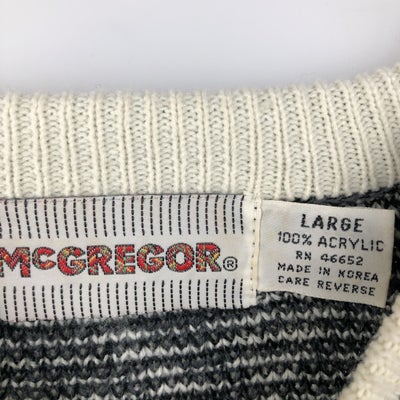 McGREGOR®
LARGE
100% ACRYLIC
RN 46652
MADE IN KOREA
CARE REVERSE